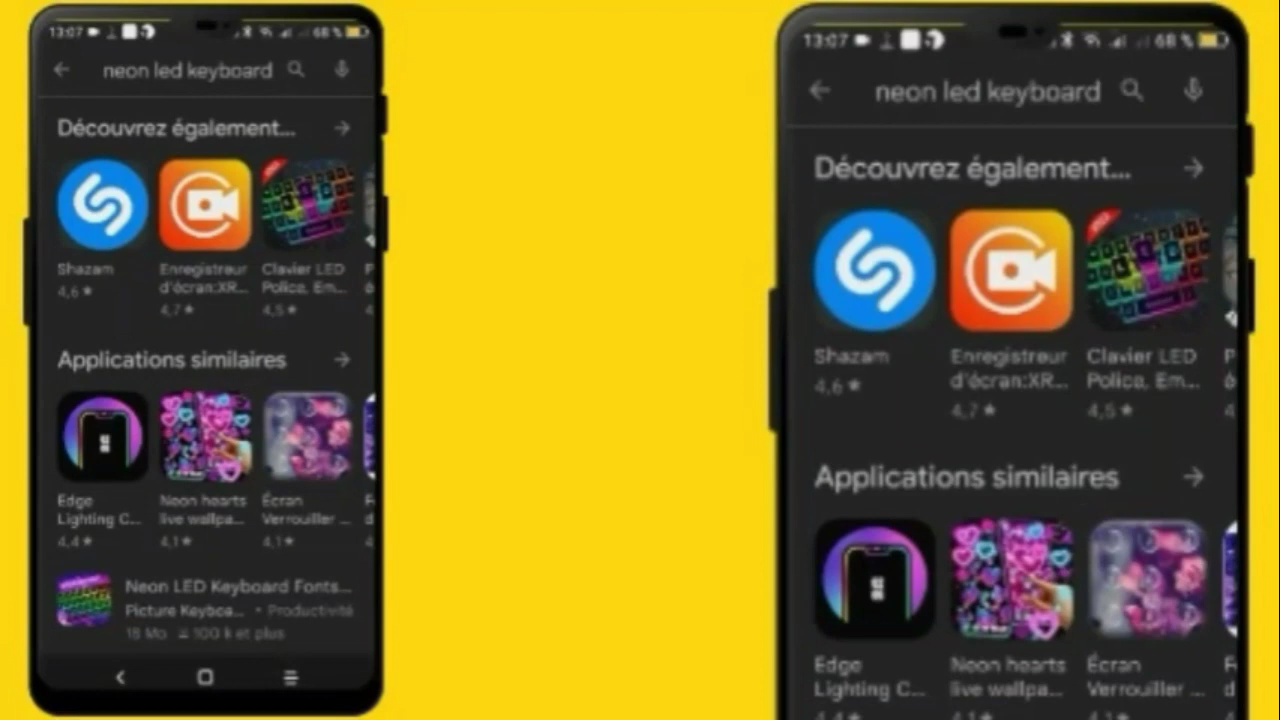 13:07 68 %
neon led keyboard
Découvrez également...
Shazam
4,6★
Enregistreur
d'écran:XR...
4,7★
Clavier LED
Police, Em...
4,5★
Applications similaires
Edge
Lighting C...
4,4★
Neon hearts
live wallpa...
4,1★
Écran
Verrouiller ...
4,1★
Neon LED Keyboard Fonts...
Picture Keyboa... • Productivité
18 Mo 100 k et plus
13:07 68 %
neon led keyboard
Découvrez également...
Shazam
4,6★
Enregistreur
d'écran:XR...
4,7★
Clavier LED
Police, Em...
4,5★
Applications similaires
Edge
Lighting C...
Neon hearts
live wallpa...
Écran
Verrouiller ...